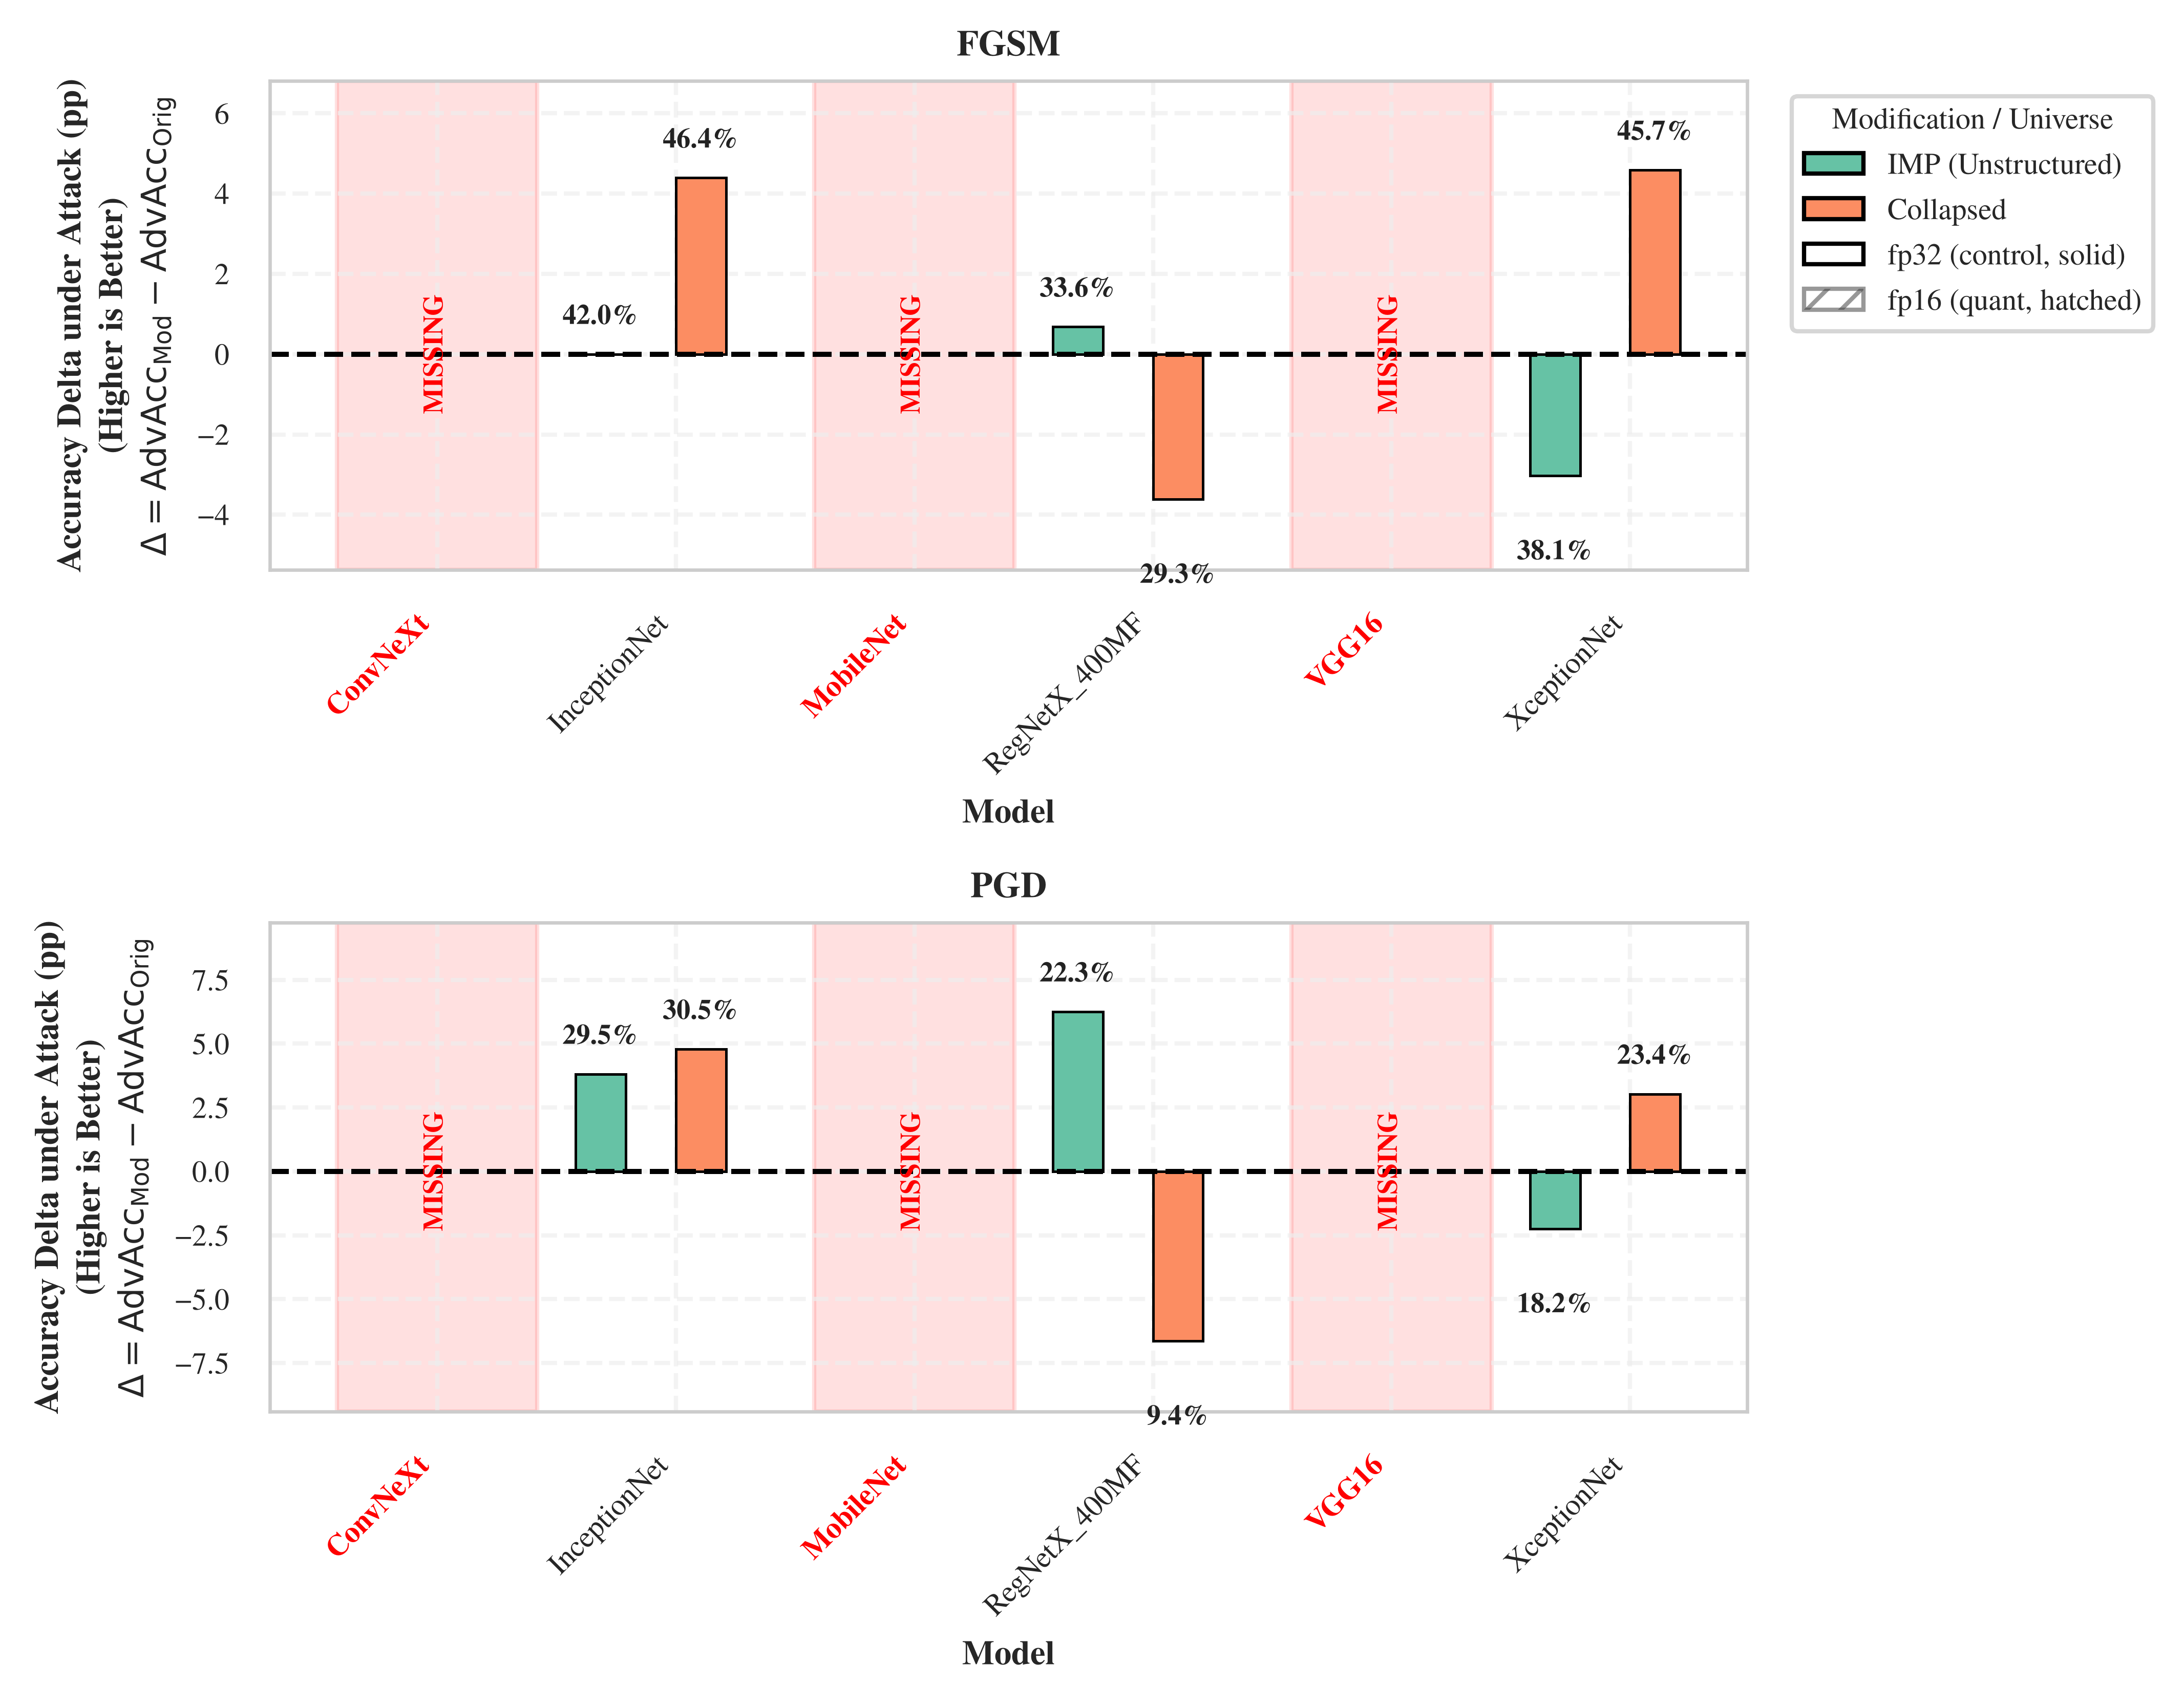 FGSM
Accuracy Delta under Attack (pp)
(Higher is Better)
Δ = AdvAcc_Mod − AdvAcc_Orig
6
4
2
0
−2
−4
MISSING
42.0%
46.4%
MISSING
33.6%
29.3%
MISSING
38.1%
45.7%
ConvNeXt
InceptionNet
MobileNet
RegNetX_400MF
VGG16
XceptionNet
Model
Modification / Universe
IMP (Unstructured)
Collapsed
fp32 (control, solid)
fp16 (quant, hatched)
PGD
Accuracy Delta under Attack (pp)
(Higher is Better)
Δ = AdvAcc_Mod − AdvAcc_Orig
7.5
5.0
2.5
0.0
−2.5
−5.0
−7.5
MISSING
29.5%
30.5%
MISSING
22.3%
9.4%
MISSING
18.2%
23.4%
ConvNeXt
InceptionNet
MobileNet
RegNetX_400MF
VGG16
XceptionNet
Model